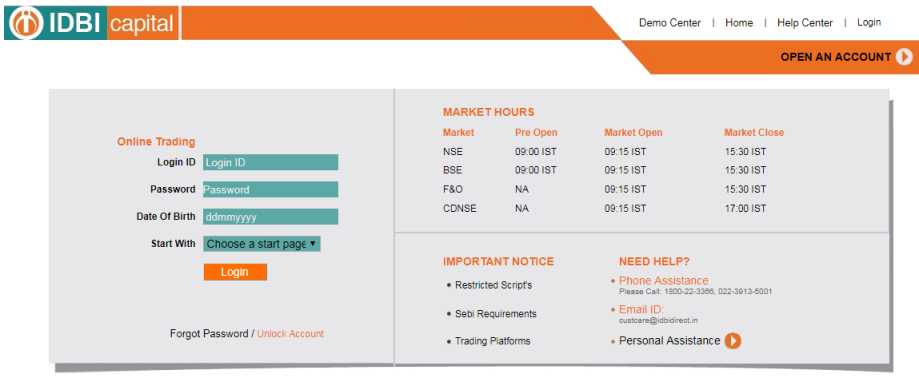 IDBI capital
Demo Center | Home | Help Center | Login
OPEN AN ACCOUNT
Online Trading
Login ID Login ID
Password Password
Date Of Birth ddmmyyyy
Start With Choose a start page
Login
Forgot Password / Unlock Account
MARKET HOURS
Market Pre Open Market Open Market Close
NSE 09:00 IST 09:15 IST 15:30 IST
BSE 09:00 IST 09:15 IST 15:30 IST
F&O NA 09:15 IST 15:30 IST
CDNSE NA 09:15 IST 17:00 IST
IMPORTANT NOTICE
• Restricted Script's
• Sebi Requirements
• Trading Platforms
NEED HELP?
• Phone Assistance
Please Call: 1800-22-3366, 022-3913-5001
• Email ID:
custcare@idbidirect.in
• Personal Assistance